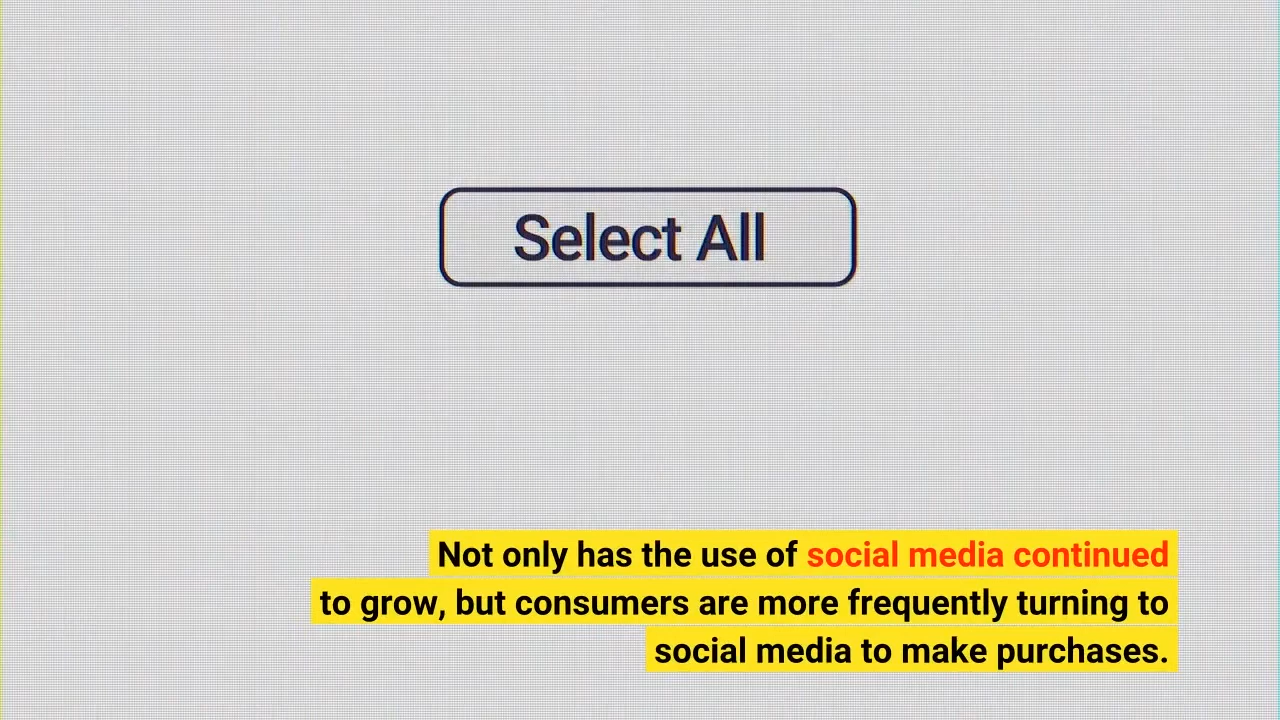 Select All
Not only has the use of social media continued
to grow, but consumers are more frequently turning to
social media to make purchases.